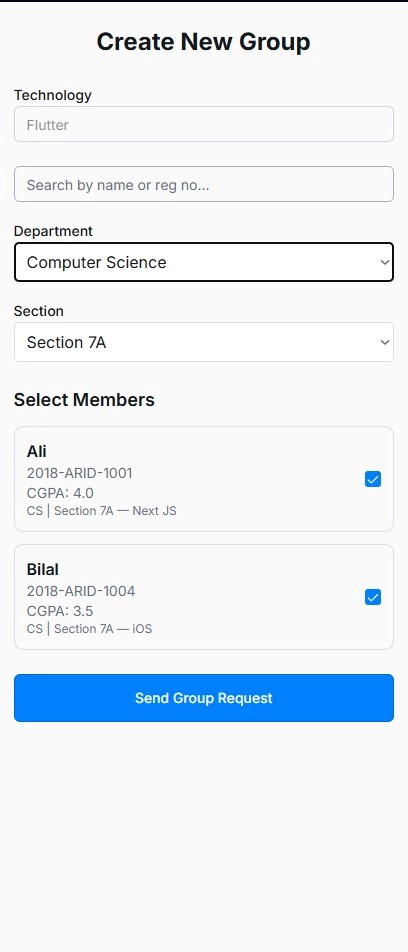 Create New Group
Technology
Flutter
Search by name or reg no...
Department
Computer Science
Section
Section 7A
Select Members
Ali
2018-ARID-1001
CGPA: 4.0
CS | Section 7A — Next JS
Bilal
2018-ARID-1004
CGPA: 3.5
CS | Section 7A — iOS
Send Group Request